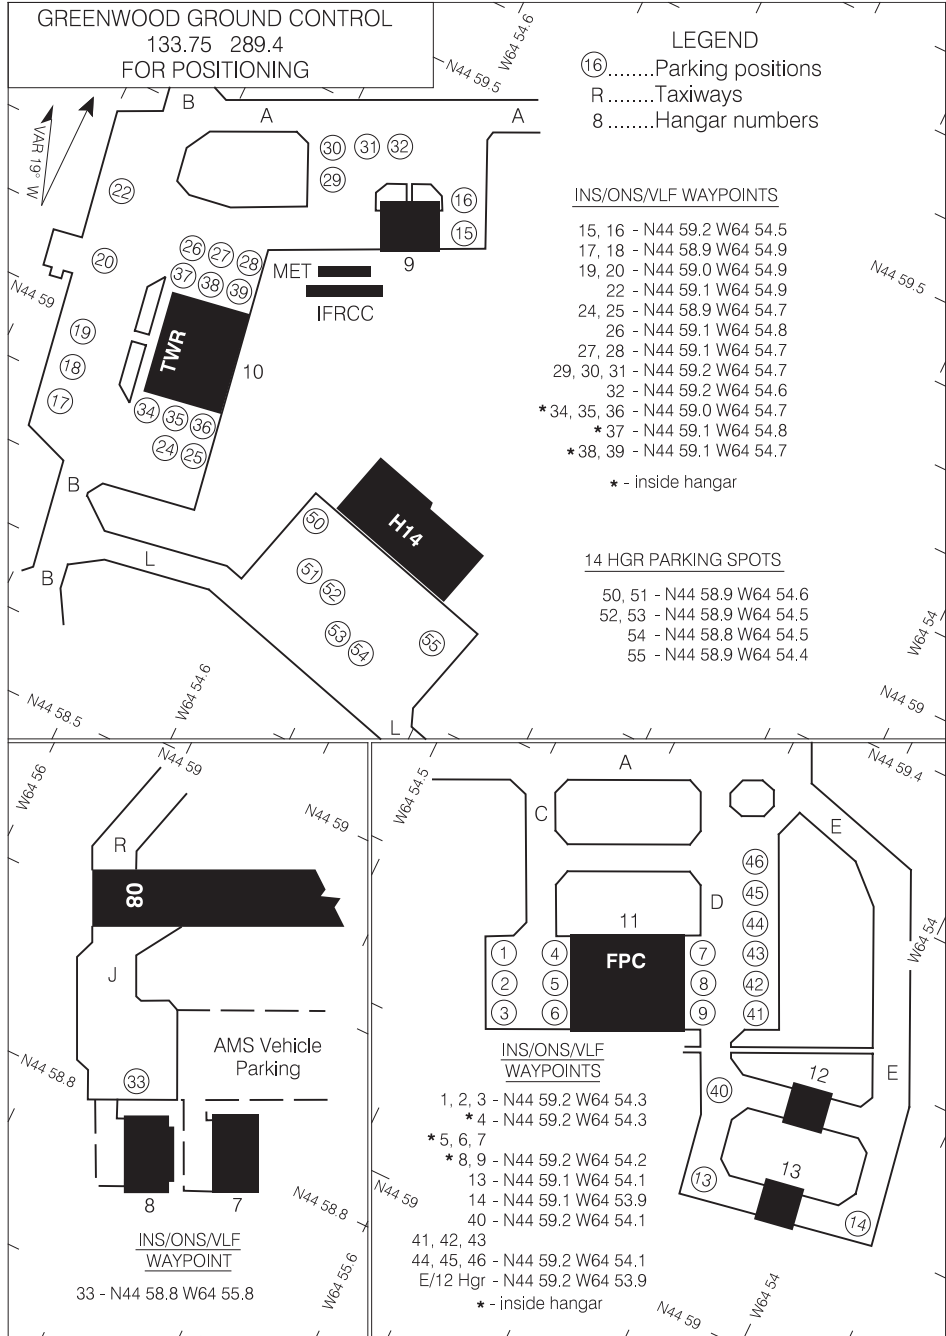 GREENWOOD GROUND CONTROL
133.75 289.4
FOR POSITIONING
W64 54.6
N44 59.5
LEGEND
16 ........Parking positions
R ........Taxiways
8 ........Hangar numbers
VAR 19° W
B
A
A
30 31 32
29
22
16
15
9
20
26 27 28
37 38 39
MET
IFRCC
N44 59
TWR
10
19
18
17
34 35 36
24 25
B
L
B
50
H14
51
52
53
54
55
L
INS/ONS/VLF WAYPOINTS
15, 16 - N44 59.2 W64 54.5
17, 18 - N44 58.9 W64 54.9
19, 20 - N44 59.0 W64 54.9
22 - N44 59.1 W64 54.9
24, 25 - N44 58.9 W64 54.7
26 - N44 59.1 W64 54.8
27, 28 - N44 59.1 W64 54.7
29, 30, 31 - N44 59.2 W64 54.7
32 - N44 59.2 W64 54.6
* 34, 35, 36 - N44 59.0 W64 54.7
* 37 - N44 59.1 W64 54.8
* 38, 39 - N44 59.1 W64 54.7
* - inside hangar
N44 59.5
14 HGR PARKING SPOTS
50, 51 - N44 58.9 W64 54.6
52, 53 - N44 58.9 W64 54.5
54 - N44 58.8 W64 54.5
55 - N44 58.9 W64 54.4
W64 54
N44 59
N44 58.5
W64 54.6
W64 56
N44 59
N44 59
R
80
J
AMS Vehicle
Parking
N44 58.8
33
8
7
N44 58.8
INS/ONS/VLF
WAYPOINT
33 - N44 58.8 W64 55.8
W64 55.6
W64 54.5
A
N44 59.4
C
E
46
45
44
43
42
41
D
11
FPC
1 4
2 5
3 6
7
8
9
W64 54
12
E
40
13
13
14
INS/ONS/VLF
WAYPOINTS
1, 2, 3 - N44 59.2 W64 54.3
* 4 - N44 59.2 W64 54.3
* 5, 6, 7
* 8, 9 - N44 59.2 W64 54.2
13 - N44 59.1 W64 54.1
14 - N44 59.1 W64 53.9
40 - N44 59.2 W64 54.1
41, 42, 43
44, 45, 46 - N44 59.2 W64 54.1
E/12 Hgr - N44 59.2 W64 53.9
* - inside hangar
N44 59
N44 59
W64 54